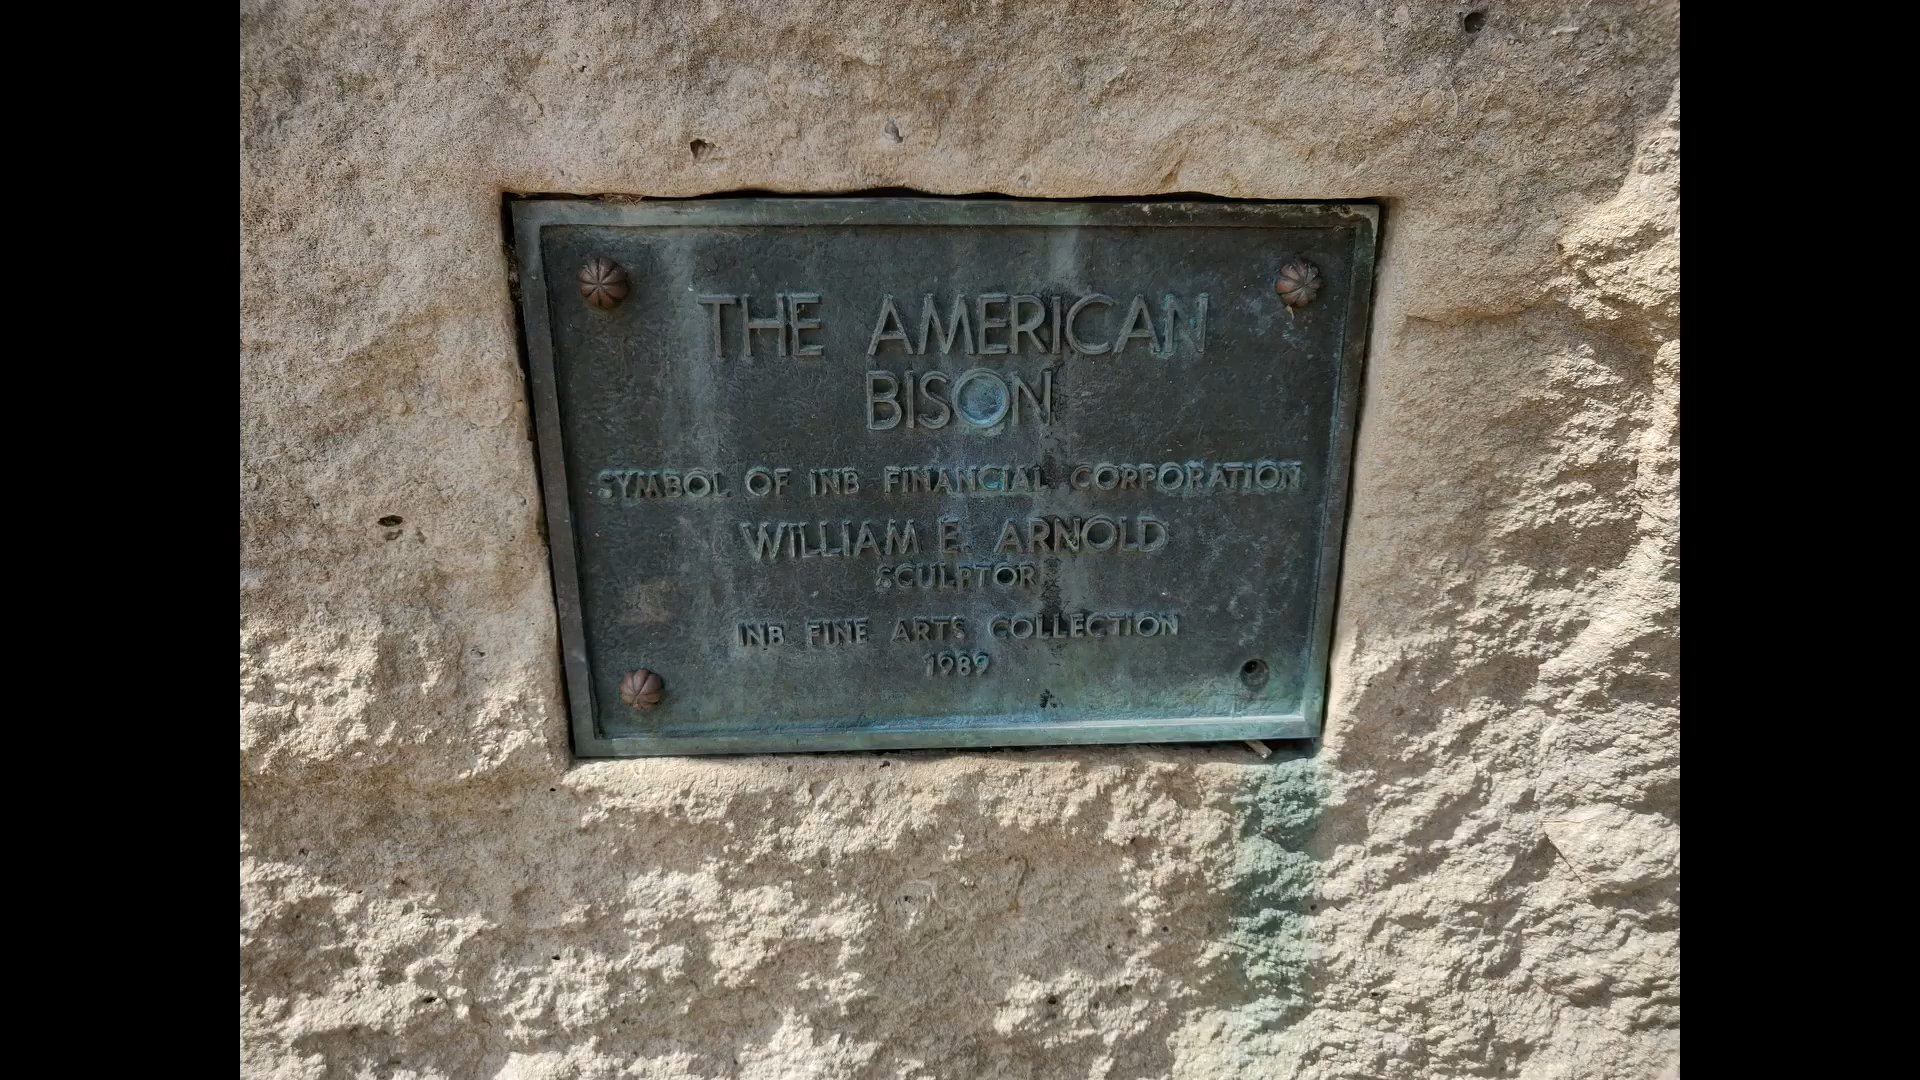 THE AMERICAN
BISON
SYMBOL OF INB FINANCIAL CORPORATION
WILLIAM E. ARNOLD
SCULPTOR
INB FINE ARTS COLLECTION
1989